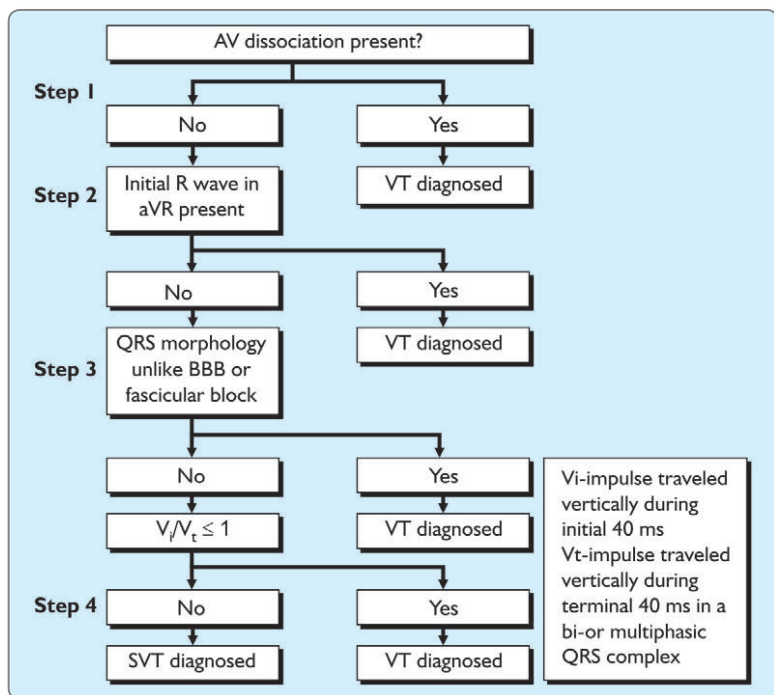 AV dissociation present?
Step 1
No
Yes
Step 2
Initial R wave in
aVR present
VT diagnosed
No
Yes
Step 3
QRS morphology
unlike BBB or
fascicular block
VT diagnosed
No
Yes
Vi/Vt ≤ 1
VT diagnosed
Vi-impulse traveled
vertically during
initial 40 ms
Vt-impulse traveled
vertically during
terminal 40 ms in a
bi-or multiphasic
QRS complex
Step 4
No
Yes
SVT diagnosed
VT diagnosed